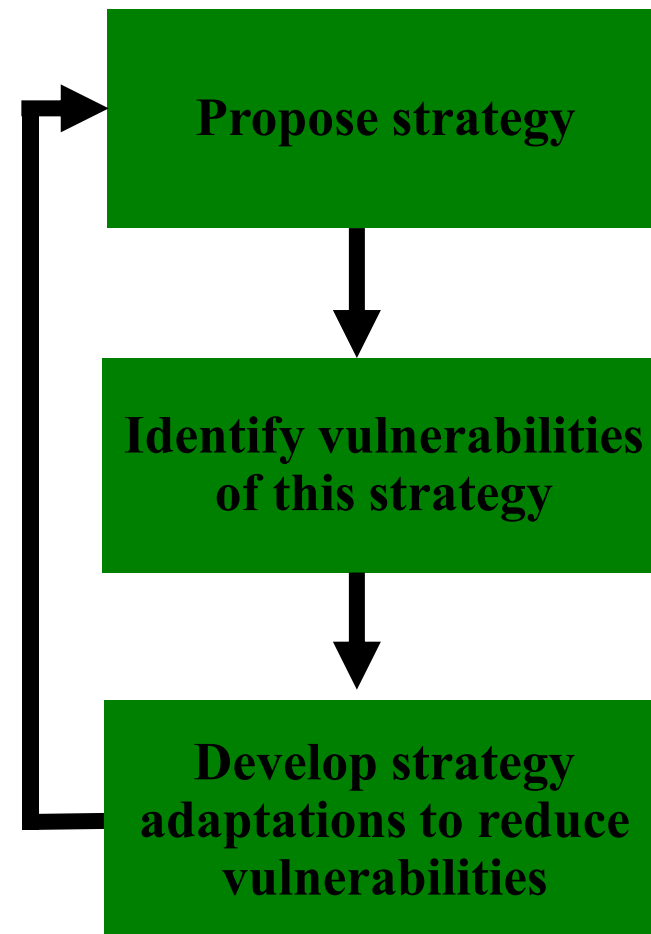 Propose strategy
Identify vulnerabilities
of this strategy
Develop strategy
adaptations to reduce
vulnerabilities